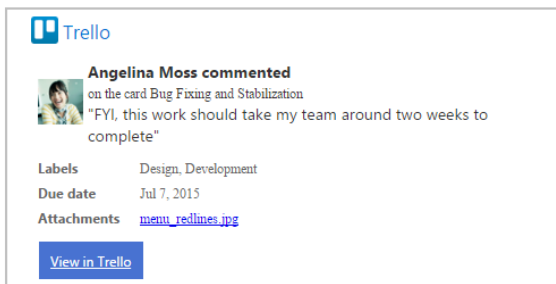 Trello
Angelina Moss commented
on the card Bug Fixing and Stabilization
"FYI, this work should take my team around two weeks to
complete"
Labels Design, Development
Due date Jul 7, 2015
Attachments menu_redlines.jpg
View in Trello